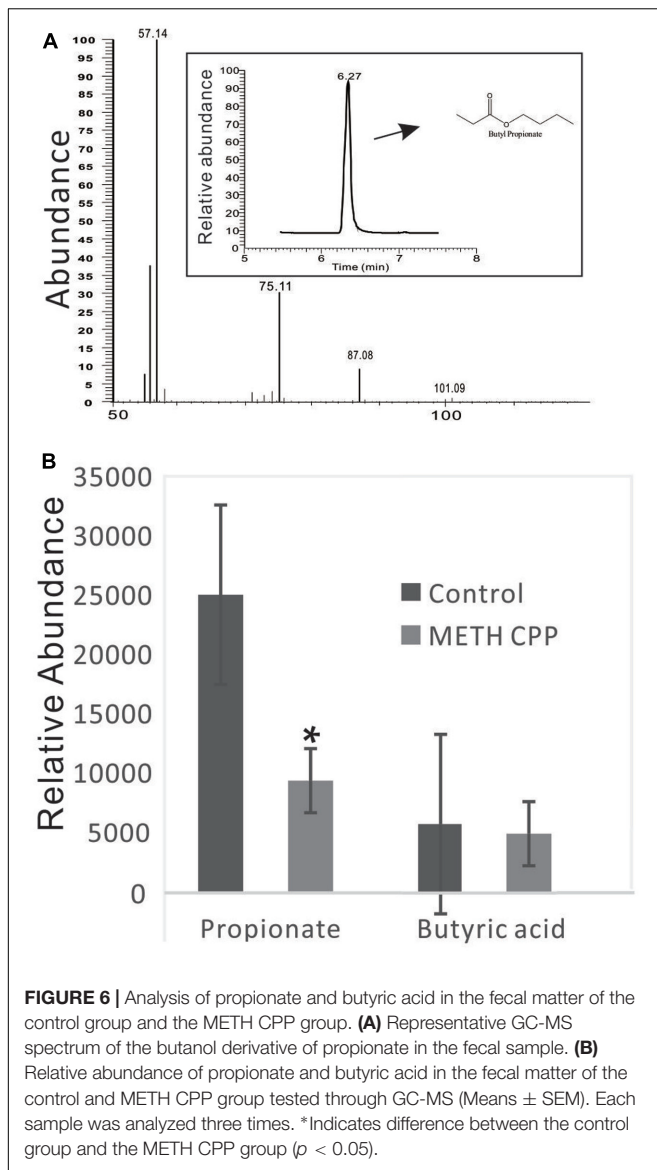 A
57.14
100
95
90
85
80
75
70
65
60
55
50
45
40
35
30
25
20
15
10
5
0
Abundance
75.11
87.08
101.09
50
100
Relative abundance
100
90
80
70
60
50
40
30
20
10
0
6.27
5
6
7
8
Time (min)
O
O
Butyl Propionate
B
Relative Abundance
35000
30000
25000
20000
15000
10000
5000
0
Control
METH CPP
*
Propionate
Butyric acid
FIGURE 6 | Analysis of propionate and butyric acid in the fecal matter of the
control group and the METH CPP group. (A) Representative GC-MS
spectrum of the butanol derivative of propionate in the fecal sample. (B)
Relative abundance of propionate and butyric acid in the fecal matter of the
control and METH CPP group tested through GC-MS (Means ± SEM). Each
sample was analyzed three times. *Indicates difference between the control
group and the METH CPP group (p < 0.05).